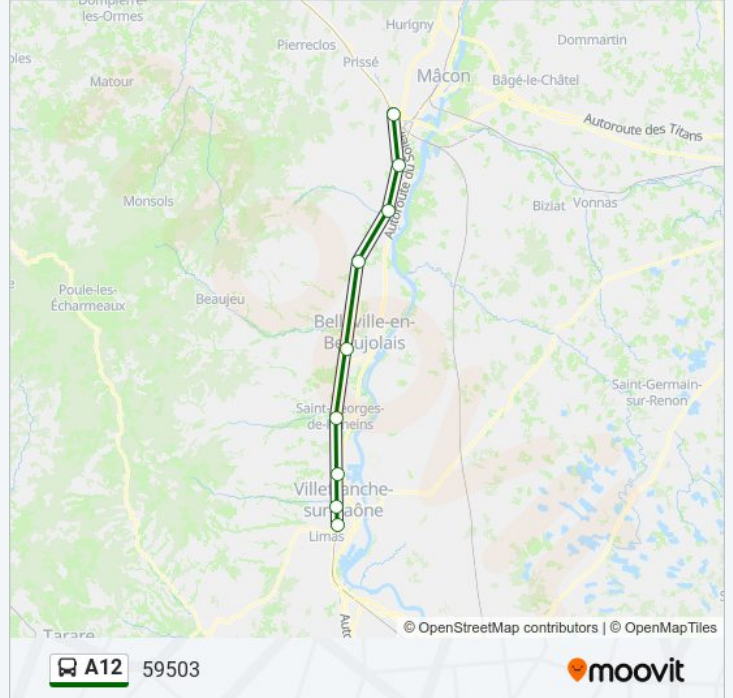 Dompierre-
les-Ormes
Hurigny
Pierreclos
Dommartin
Prissé
oles
Mâcon
Matour
Bâgé-le-Châtel
Autoroute des Titans
Autoroute du Soleil
Monsols
Biziat
Vonnas
Poule-les-
Écharmeaux
Beaujeu
Belleville-en-
Beaujolais
Saint-Germain-
sur-Renon
Saint-Georges-
de-Reneins
Villefranche-
sur-Saône
Limas
Tarare
Auto
© OpenStreetMap contributors | © OpenMapTiles
A12 59503
moovit